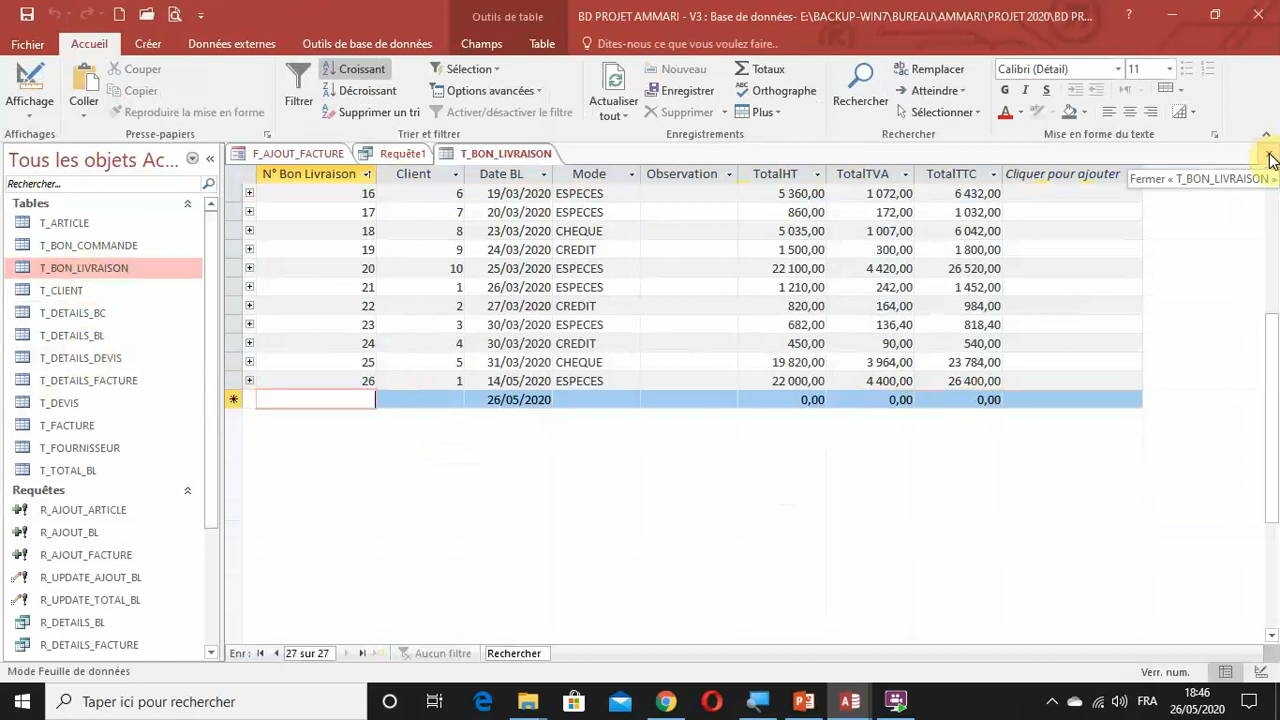 Outils de table
BD PROJET AMMARI - V3 : Base de données- E:\BACKUP-WIN7\BUREAU\AMMARI\PROJET 2020\BD PR...
Fichier Accueil Créer Données externes Outils de base de données Champs Table Dites-nous ce que vous voulez faire..
Affichage
Affichages
Coller
Couper
Copier
Reproduire la mise en forme
Presse-papiers
Filtrer
Croissant
Décroissant
Supprimer un tri
Sélection
Options avancées
Activer/désactiver le filtre
Trier et filtrer
Actualiser
tout
Nouveau
Enregistrer
Supprimer
Totaux
Orthographe
Plus
Enregistrements
Rechercher
Remplacer
Atteindre
Sélectionner
Rechercher
Calibri (Détail) 11
G I S
A
Mise en forme du texte
Tous les objets Ac...
Rechercher...
Tables
T_ARTICLE
T_BON_COMMANDE
T_BON_LIVRAISON
T_CLIENT
T_DETAILS_BC
T_DETAILS_BL
T_DETAILS_DEVIS
T_DETAILS_FACTURE
T_DEVIS
T_FACTURE
T_FOURNISSEUR
T_TOTAL_BL
Requêtes
R_AJOUT_ARTICLE
R_AJOUT_BL
R_AJOUT_FACTURE
R_UPDATE_AJOUT_BL
R_UPDATE_TOTAL_BL
R_DETAILS_BL
R_DETAILS_FACTURE
F_AJOUT_FACTURE Requête1 T_BON_LIVRAISON
Fermer « T_BON_LIVRAISON »
N° Bon Livraison Client Date BL Mode Observation TotalHT TotalTVA TotalTTC Cliquer pour ajouter
16 6 19/03/2020 ESPECES 5 360,00 1 072,00 6 432,00
17 7 20/03/2020 ESPECES 860,00 172,00 1 032,00
18 8 23/03/2020 CHEQUE 5 035,00 1 007,00 6 042,00
19 9 24/03/2020 CREDIT 1 500,00 300,00 1 800,00
20 10 25/03/2020 ESPECES 22 100,00 4 420,00 26 520,00
21 1 26/03/2020 ESPECES 1 210,00 242,00 1 452,00
22 2 27/03/2020 CREDIT 820,00 164,00 984,00
23 3 30/03/2020 ESPECES 682,00 136,40 818,40
24 4 30/03/2020 CREDIT 450,00 90,00 540,00
25 5 31/03/2020 CHEQUE 19 820,00 3 964,00 23 784,00
26 1 14/05/2020 ESPECES 22 000,00 4 400,00 26 400,00
26/05/2020 0,00 0,00 0,00
Enr : 27 sur 27 Aucun filtre Rechercher
Mode Feuille de données
Verr. num.
Taper ici pour rechercher
FRA
18:46
26/05/2020